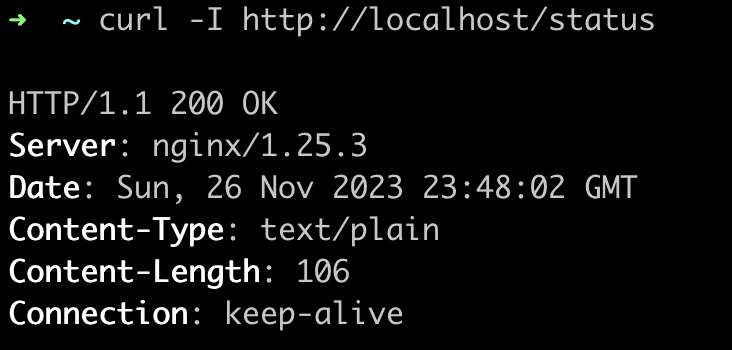 ➜ ~ curl -I http://localhost/status
HTTP/1.1 200 OK
Server: nginx/1.25.3
Date: Sun, 26 Nov 2023 23:48:02 GMT
Content-Type: text/plain
Content-Length: 106
Connection: keep-alive